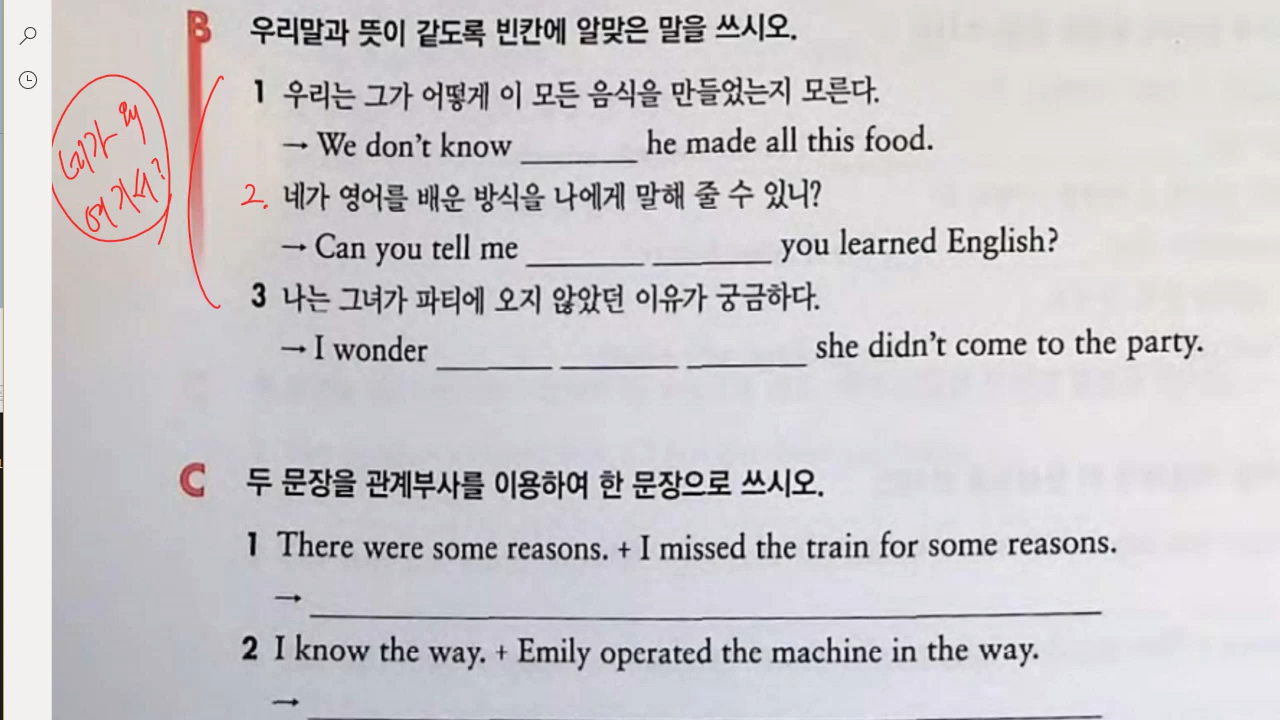 B 우리말과 뜻이 같도록 빈칸에 알맞은 말을 쓰시오.
1 우리는 그가 어떻게 이 모든 음식을 만들었는지 모른다.
→ We don't know ______ he made all this food.
2. 네가 영어를 배운 방식을 나에게 말해 줄 수 있니?
→ Can you tell me ______ ______ you learned English?
3 나는 그녀가 파티에 오지 않았던 이유가 궁금하다.
→ I wonder ______ ______ ______ she didn't come to the party.
네가 왜
여기서?
C 두 문장을 관계부사를 이용하여 한 문장으로 쓰시오.
1 There were some reasons. + I missed the train for some reasons.
→
2 I know the way. + Emily operated the machine in the way.
→